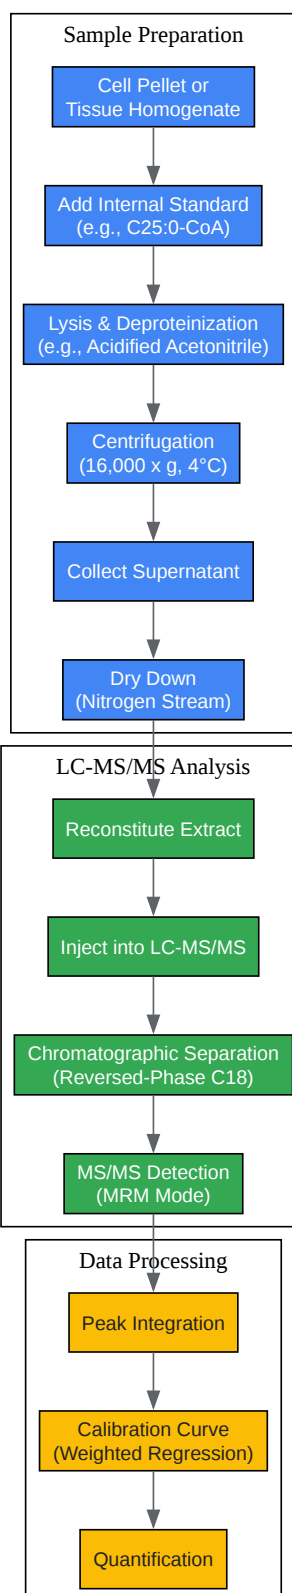 Sample Preparation
Cell Pellet or
Tissue Homogenate
Add Internal Standard
(e.g., C25:0-CoA)
Lysis & Deproteinization
(e.g., Acidified Acetonitrile)
Centrifugation
(16,000 x g, 4°C)
Collect Supernatant
Dry Down
(Nitrogen Stream)
LC-MS/MS Analysis
Reconstitute Extract
Inject into LC-MS/MS
Chromatographic Separation
(Reversed-Phase C18)
MS/MS Detection
(MRM Mode)
Data Processing
Peak Integration
Calibration Curve
(Weighted Regression)
Quantification